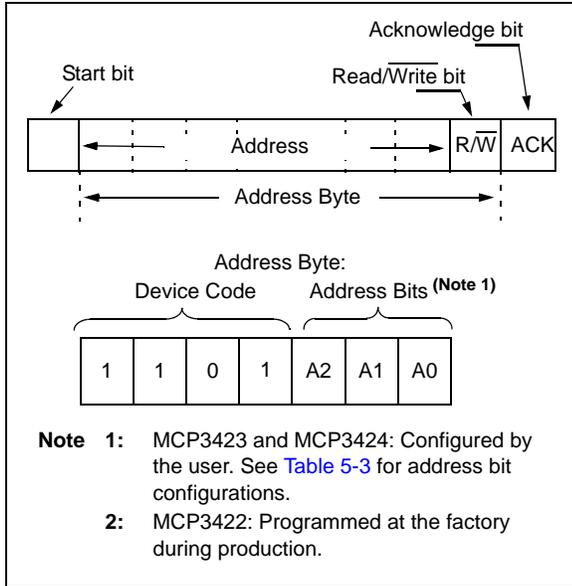 Acknowledge bit
Start bit
Read/Write bit
Address
R/W
ACK
Address Byte
Address Byte:
Device Code
Address Bits (Note 1)
1 1 0 1 A2 A1 A0
Note 1: MCP3423 and MCP3424: Configured by
the user. See Table 5-3 for address bit
configurations.
2: MCP3422: Programmed at the factory
during production.